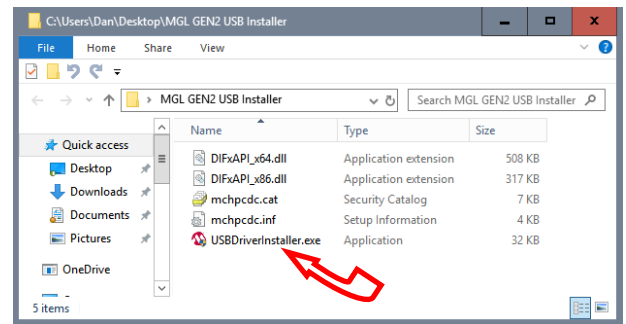 C:\Users\Dan\Desktop\MGL GEN2 USB Installer
File Home Share View
MGL GEN2 USB Installer Search MGL GEN2 USB Installer
Name Type Size
Quick access
Desktop
Downloads
Documents
Pictures
OneDrive
DIFxAPI_x64.dll Application extension 508 KB
DIFxAPI_x86.dll Application extension 317 KB
mchpcdc.cat Security Catalog 7 KB
mchpcdc.inf Setup Information 4 KB
USBDriverInstaller.exe Application 32 KB
5 items